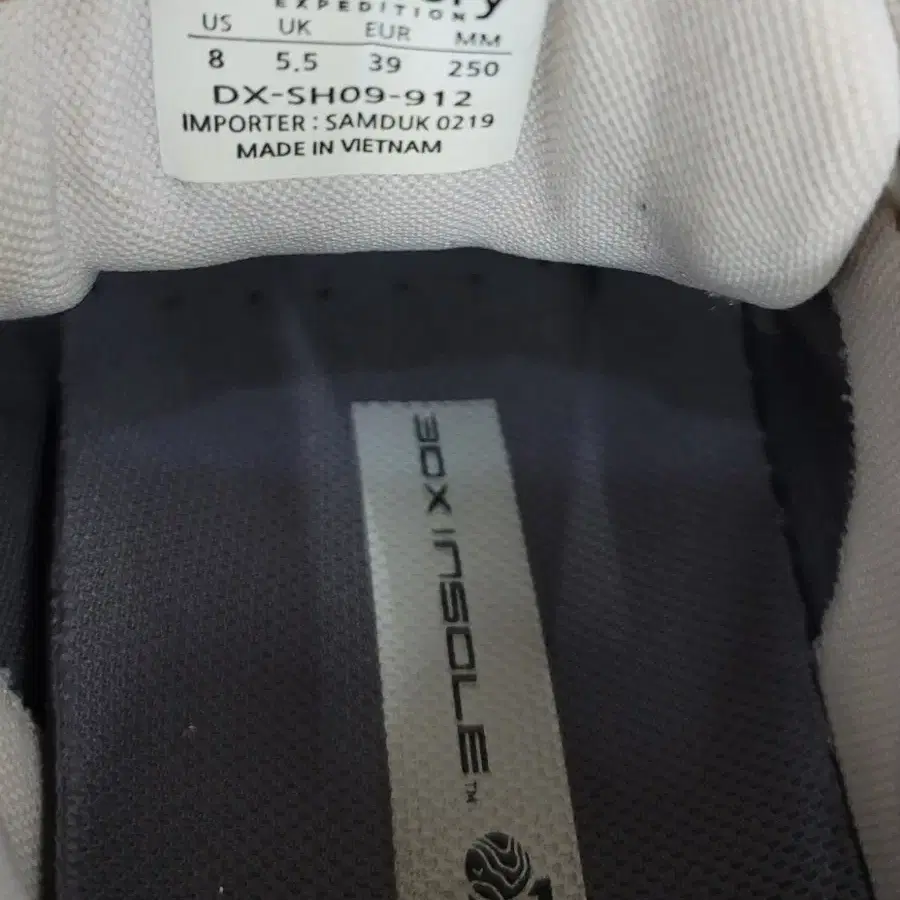 EXPEDITION
US UK EUR MM
8 5.5 39 250
DX-SH09-912
IMPORTER : SAMDUK 0219
MADE IN VIETNAM
BOX INSOLE™